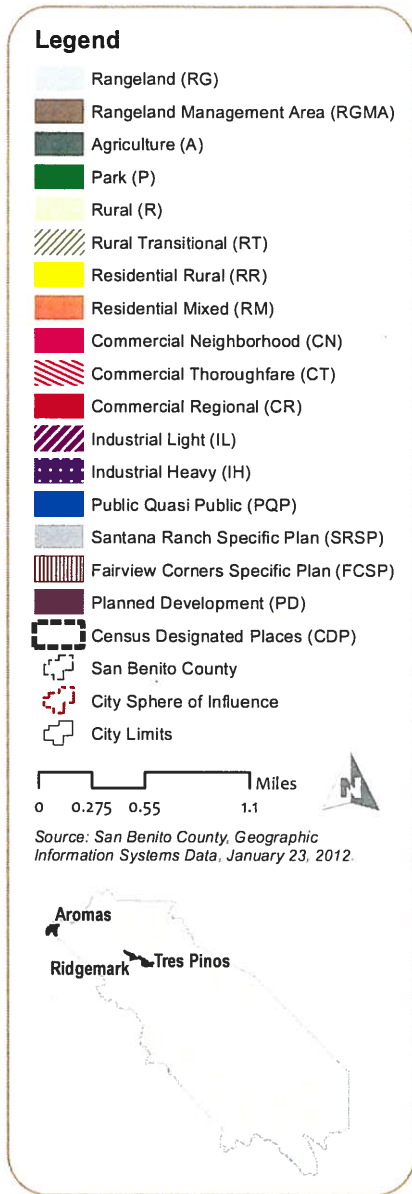 Legend
Rangeland (RG)
Rangeland Management Area (RGMA)
Agriculture (A)
Park (P)
Rural (R)
Rural Transitional (RT)
Residential Rural (RR)
Residential Mixed (RM)
Commercial Neighborhood (CN)
Commercial Thoroughfare (CT)
Commercial Regional (CR)
Industrial Light (IL)
Industrial Heavy (IH)
Public Quasi Public (PQP)
Santana Ranch Specific Plan (SRSP)
Fairview Corners Specific Plan (FCSP)
Planned Development (PD)
Census Designated Places (CDP)
San Benito County
City Sphere of Influence
City Limits
Miles
0 0.275 0.55 1.1
N
Source: San Benito County, Geographic
Information Systems Data, January 23, 2012.
Aromas
Ridgemark
Tres Pinos